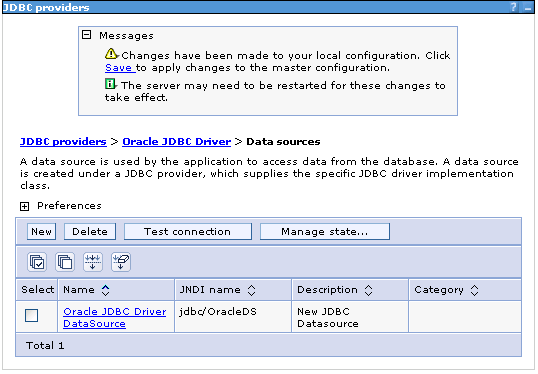 JDBC providers ? _
Messages
Changes have been made to your local configuration. Click
Save to apply changes to the master configuration.
The server may need to be restarted for these changes to
take effect.
JDBC providers > Oracle JDBC Driver > Data sources
A data source is used by the application to access data from the database. A data source
is created under a JDBC provider, which supplies the specific JDBC driver implementation
class.
Preferences
New Delete Test connection Manage state...
Select Name JNDI name Description Category
Oracle JDBC Driver jdbc/OracleDS New JDBC
DataSource Datasource
Total 1